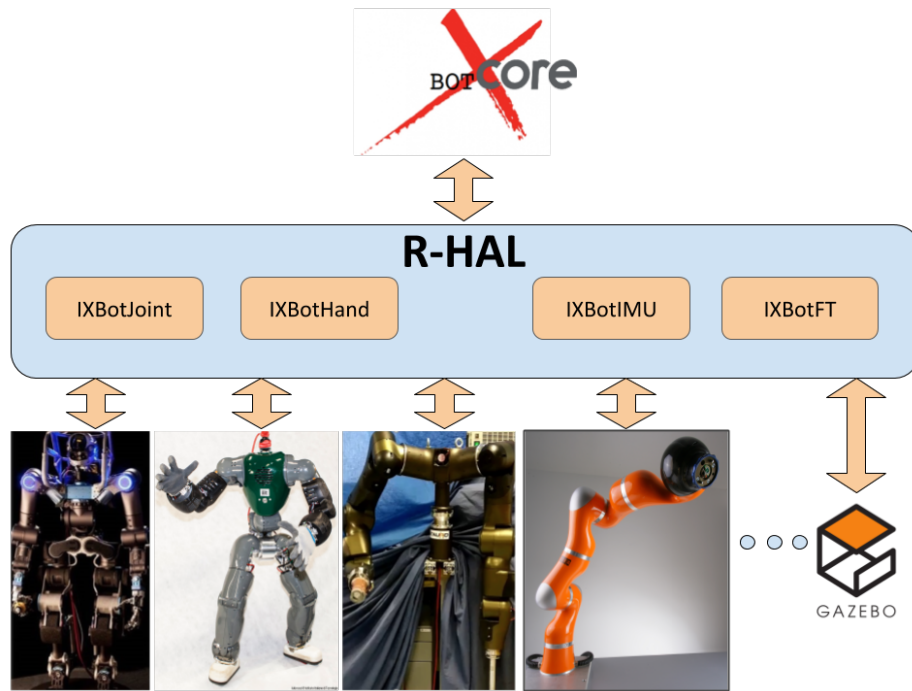 BOT core
R-HAL
IXBotJoint
IXBotHand
IXBotIMU
IXBotFT
GAZEBO